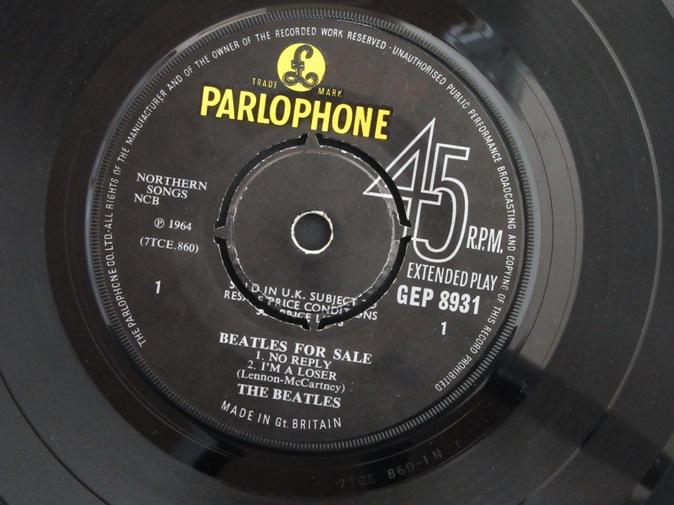 THE PARLOPHONE CO. LTD.-ALL RIGHTS OF THE MANUFACTURER AND OF THE OWNER OF THE RECORDED WORK RESERVED · UNAUTHORISED PUBLIC PERFORMANCE BROADCASTING AND COPYING OF THIS RECORD PROHIBITED
TRADE MARK
PARLOPHONE
45
R.P.M.
EXTENDED PLAY
GEP 8931
1
NORTHERN
SONGS
NCB
℗ 1964
(7TCE.860)
1
IN U.K. SUBJECT
PRICE CONDITIONS
BEATLES FOR SALE
1. NO REPLY
2. I'M A LOSER
(Lennon-McCartney)
THE BEATLES
MADE IN Gt. BRITAIN
7TCE 860-1N